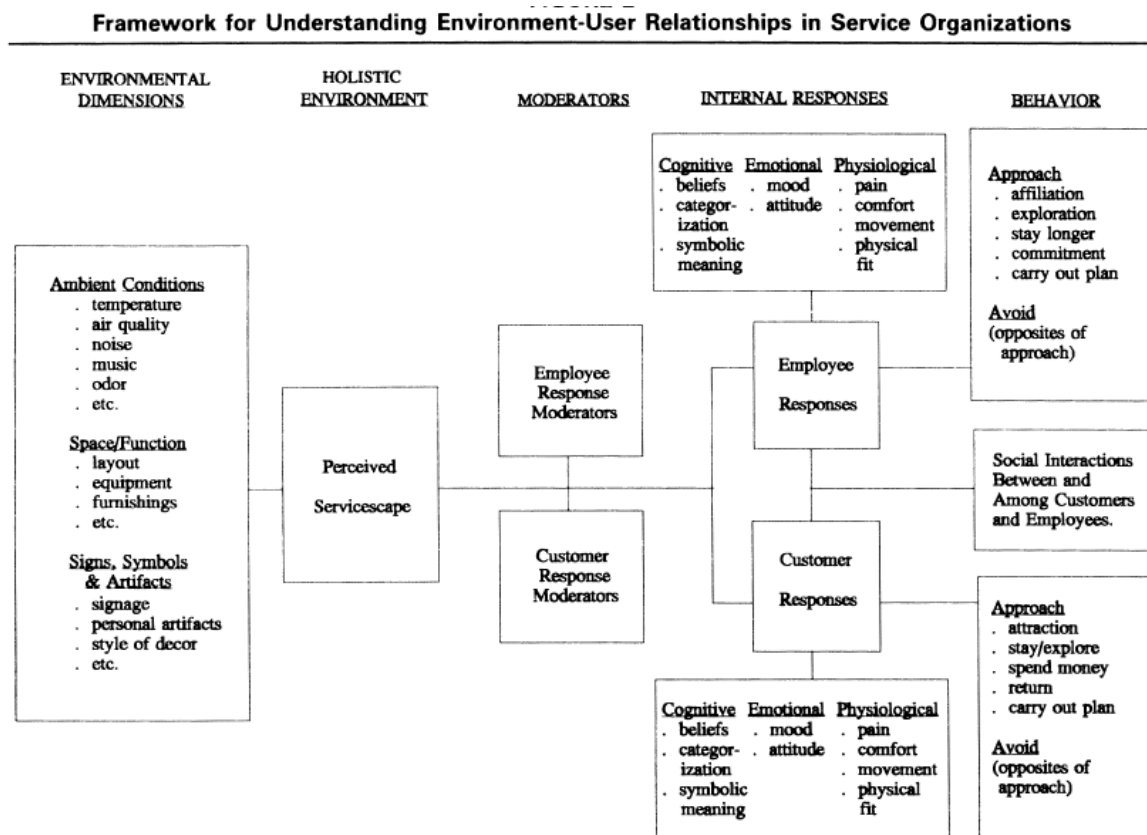 Framework for Understanding Environment-User Relationships in Service Organizations
ENVIRONMENTAL
DIMENSIONS
HOLISTIC
ENVIRONMENT
MODERATORS
INTERNAL RESPONSES
BEHAVIOR
Ambient Conditions
. temperature
. air quality
. noise
. music
. odor
. etc.
Space/Function
. layout
. equipment
. furnishings
. etc.
Signs, Symbols
& Artifacts
. signage
. personal artifacts
. style of decor
. etc.
Perceived
Servicescape
Employee
Response
Moderators
Customer
Response
Moderators
Cognitive
. beliefs
. categor-
ization
. symbolic
meaning
Emotional
. mood
. attitude
Physiological
. pain
. comfort
. movement
. physical
fit
Employee
Responses
Customer
Responses
Cognitive
. beliefs
. categor-
ization
. symbolic
meaning
Emotional
. mood
. attitude
Physiological
. pain
. comfort
. movement
. physical
fit
Approach
. affiliation
. exploration
. stay longer
. commitment
. carry out plan
Avoid
(opposites of
approach)
Social Interactions
Between and
Among Customers
and Employees.
Approach
. attraction
. stay/explore
. spend money
. return
. carry out plan
Avoid
(opposites of
approach)